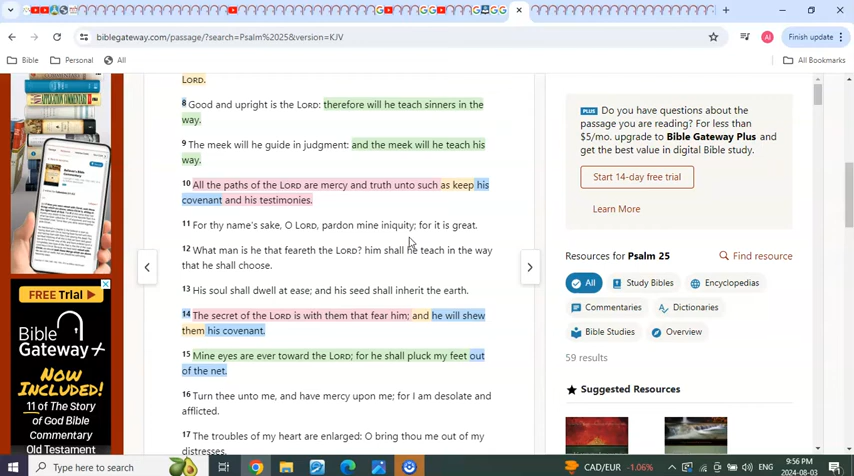 biblegateway.com/passage/?search=Psalm%2025&version=KJV
AI
Finish update
Bible
Personal
All
All Bookmarks
LORD.
8 Good and upright is the LORD: therefore will he teach sinners in the
way.
9 The meek will he guide in judgment: and the meek will he teach his
way.
10 All the paths of the LORD are mercy and truth unto such as keep his
covenant and his testimonies.
11 For thy name's sake, O LORD, pardon mine iniquity; for it is great.
12 What man is he that feareth the LORD? him shall he teach in the way
that he shall choose.
13 His soul shall dwell at ease; and his seed shall inherit the earth.
14 The secret of the LORD is with them that fear him; and he will shew
them his covenant.
15 Mine eyes are ever toward the LORD; for he shall pluck my feet out
of the net.
16 Turn thee unto me, and have mercy upon me; for I am desolate and
afflicted.
17 The troubles of my heart are enlarged: O bring thou me out of my
distresses.
FREE Trial
Bible
Gateway+
NOW
INCLUDED!
11 of The Story
of God Bible
Commentary
Old Testament
PLUS Do you have questions about the
passage you are reading? For less than
$5/mo. upgrade to Bible Gateway Plus and
get the best value in digital Bible study.
Start 14-day free trial
Learn More
Resources for Psalm 25
Find resource
All
Study Bibles
Encyclopedias
Commentaries
Dictionaries
Bible Studies
Overview
59 results
Suggested Resources
Type here to search
CAD/EUR -1.06%
ENG
9:56 PM
2024-08-03